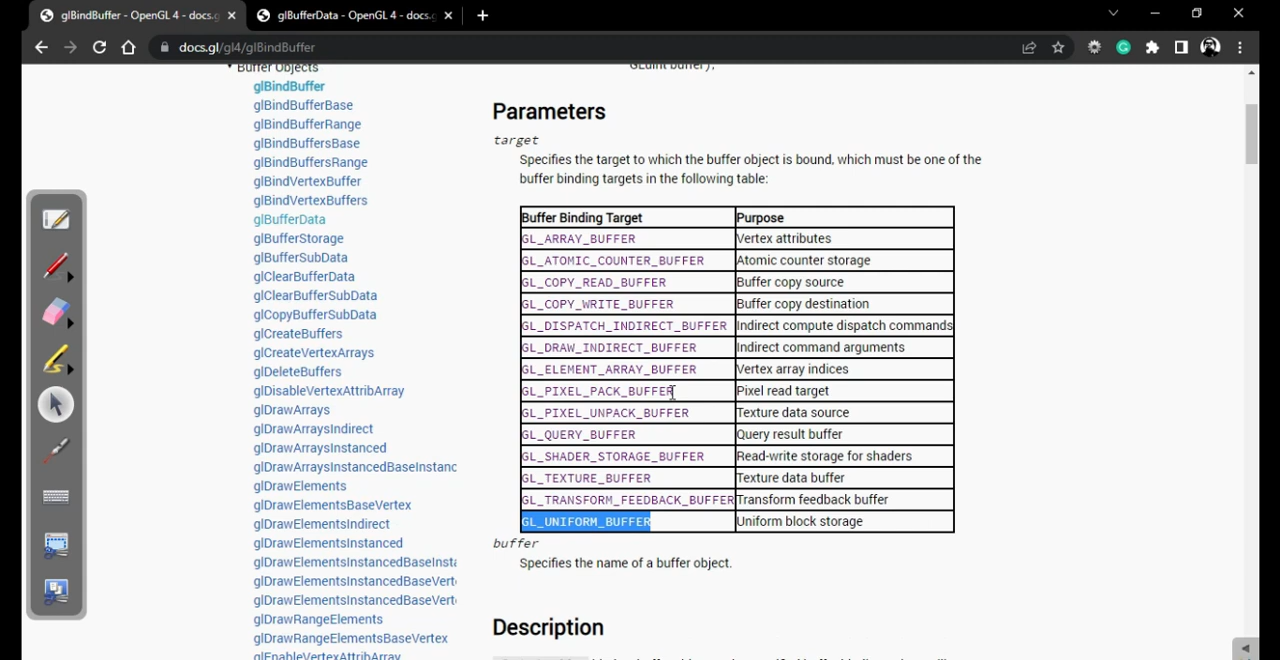 glBindBuffer - OpenGL 4 - docs.g
glBufferData - OpenGL 4 - docs.g
docs.gl/gl4/glBindBuffer
Buffer Objects
glBindBuffer
glBindBufferBase
glBindBufferRange
glBindBuffersBase
glBindBuffersRange
glBindVertexBuffer
glBindVertexBuffers
glBufferData
glBufferStorage
glBufferSubData
glClearBufferData
glClearBufferSubData
glCopyBufferSubData
glCreateBuffers
glCreateVertexArrays
glDeleteBuffers
glDisableVertexAttribArray
glDrawArrays
glDrawArraysIndirect
glDrawArraysInstanced
glDrawArraysInstancedBaseInstanc
glDrawElements
glDrawElementsBaseVertex
glDrawElementsIndirect
glDrawElementsInstanced
glDrawElementsInstancedBaseInsta
glDrawElementsInstancedBaseVert
glDrawElementsInstancedBaseVert
glDrawRangeElements
glDrawRangeElementsBaseVertex
glEnableVertexAttribArray
GLuint buffer);
Parameters
target
Specifies the target to which the buffer object is bound, which must be one of the
buffer binding targets in the following table:
Buffer Binding Target Purpose
GL_ARRAY_BUFFER Vertex attributes
GL_ATOMIC_COUNTER_BUFFER Atomic counter storage
GL_COPY_READ_BUFFER Buffer copy source
GL_COPY_WRITE_BUFFER Buffer copy destination
GL_DISPATCH_INDIRECT_BUFFER Indirect compute dispatch commands
GL_DRAW_INDIRECT_BUFFER Indirect command arguments
GL_ELEMENT_ARRAY_BUFFER Vertex array indices
GL_PIXEL_PACK_BUFFER Pixel read target
GL_PIXEL_UNPACK_BUFFER Texture data source
GL_QUERY_BUFFER Query result buffer
GL_SHADER_STORAGE_BUFFER Read-write storage for shaders
GL_TEXTURE_BUFFER Texture data buffer
GL_TRANSFORM_FEEDBACK_BUFFER Transform feedback buffer
GL_UNIFORM_BUFFER Uniform block storage
buffer
Specifies the name of a buffer object.
Description